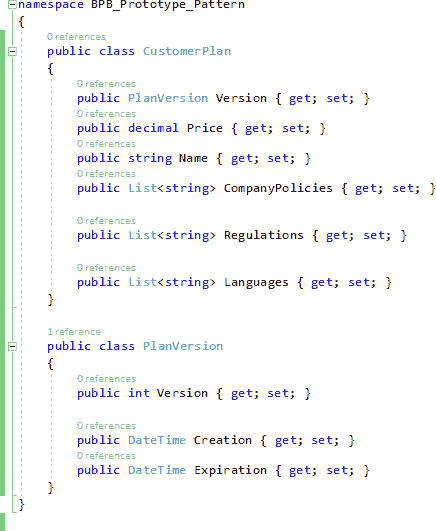 namespace BPB_Prototype_Pattern
{
0 references
public class CustomerPlan
{
0 references
public PlanVersion Version { get; set; }
0 references
public decimal Price { get; set; }
0 references
public string Name { get; set; }
0 references
public List<string> CompanyPolicies { get; set; }
0 references
public List<string> Regulations { get; set; }
0 references
public List<string> Languages { get; set; }
}
1 reference
public class PlanVersion
{
0 references
public int Version { get; set; }
0 references
public DateTime Creation { get; set; }
0 references
public DateTime Expiration { get; set; }
}
}